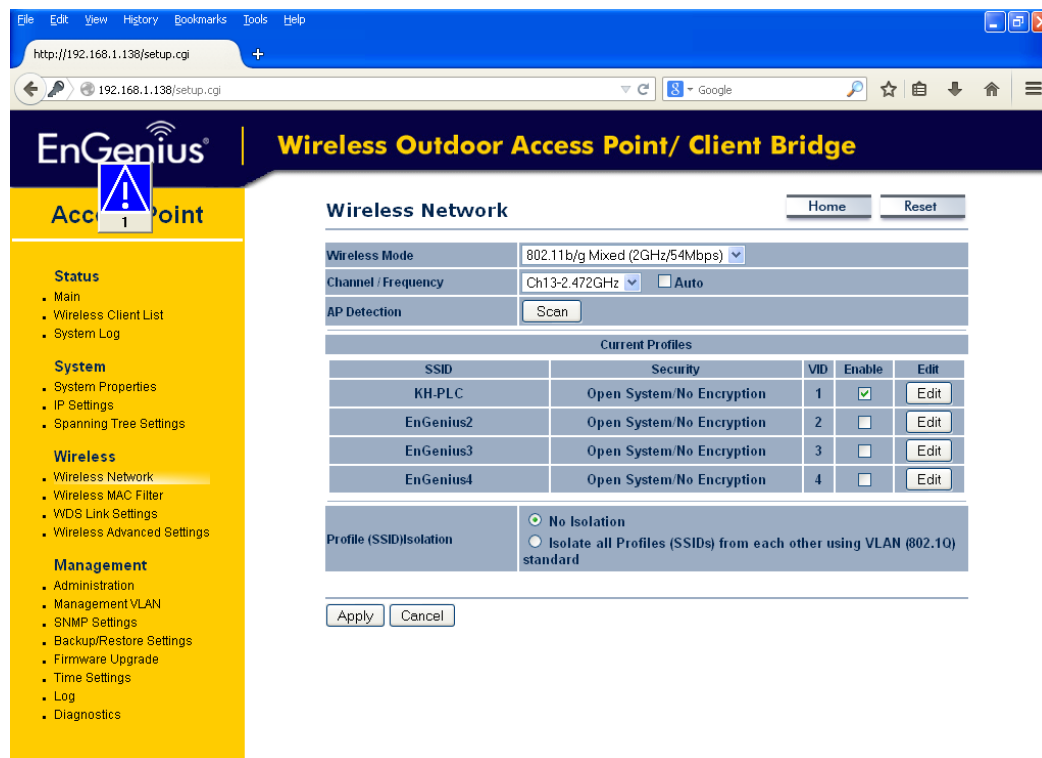 File Edit View History Bookmarks Tools Help
http://192.168.1.138/setup.cgi
192.168.1.138/setup.cgi
Google
EnGenius®
Wireless Outdoor Access Point/ Client Bridge
1
Point
Status
Main
Wireless Client List
System Log
System
System Properties
IP Settings
Spanning Tree Settings
Wireless
Wireless Network
Wireless MAC Filter
WDS Link Settings
Wireless Advanced Settings
Management
Administration
Management VLAN
SNMP Settings
Backup/Restore Settings
Firmware Upgrade
Time Settings
Log
Diagnostics
Wireless Network
Home Reset
Wireless Mode 802.11b/g Mixed (2GHz/54Mbps)
Channel / Frequency Ch13-2.472GHz Auto
AP Detection Scan
Current Profiles
SSID Security VID Enable Edit
KH-PLC Open System/No Encryption 1 Edit
EnGenius2 Open System/No Encryption 2 Edit
EnGenius3 Open System/No Encryption 3 Edit
EnGenius4 Open System/No Encryption 4 Edit
Profile (SSID)Isolation
No Isolation
Isolate all Profiles (SSIDs) from each other using VLAN (802.1Q)
standard
Apply Cancel